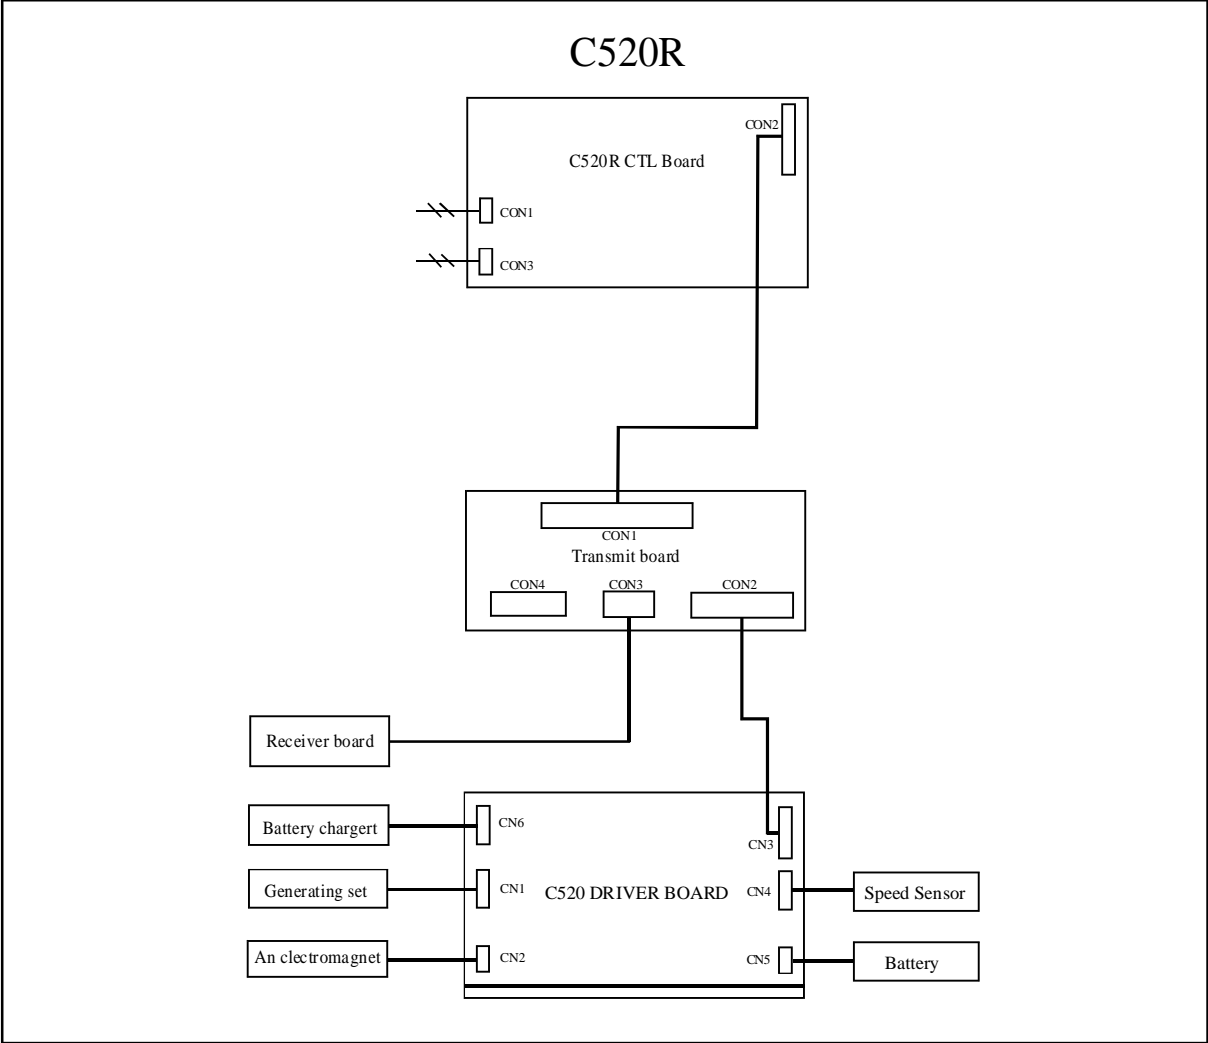 C520R
CON2
C520R CTL Board
CON1
CON3
CON1
Transmit board
CON4
CON3
CON2
Receiver board
Battery chargert
CN6
CN3
Generating set
CN1
C520 DRIVER BOARD
CN4
Speed Sensor
An clectromagnet
CN2
CN5
Battery